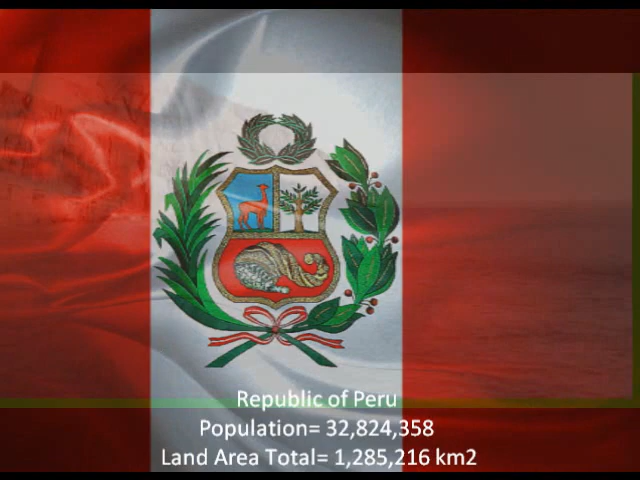 Republic of Peru
Population= 32,824,358
Land Area Total= 1,285,216 km2